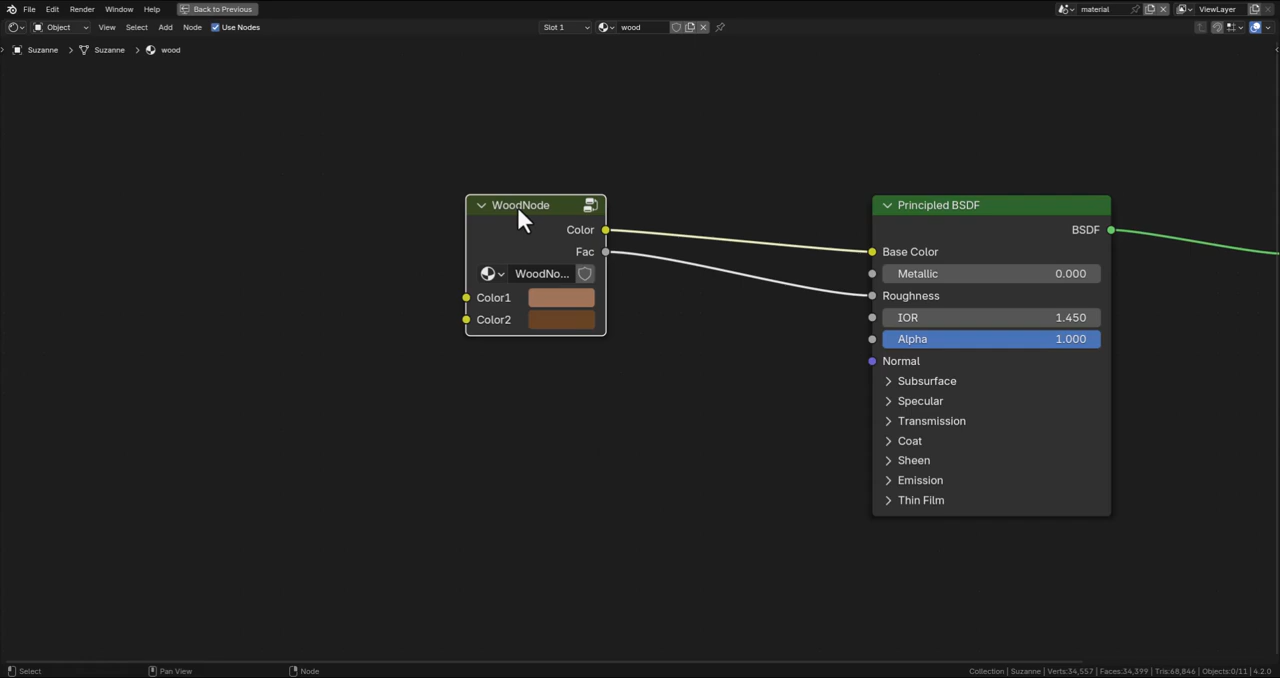 File Edit Render Window Help Back to Previous material ViewLayer
Object View Select Add Node Use Nodes Slot 1 wood
Suzanne Suzanne wood
WoodNode
Color
Fac
WoodNo...
Color1
Color2
Principled BSDF
BSDF
Base Color
Metallic 0.000
Roughness
IOR 1.450
Alpha 1.000
Normal
Subsurface
Specular
Transmission
Coat
Sheen
Emission
Thin Film
Select Pan View Node Collection | Suzanne | Verts:34,557 | Faces:34,399 | Tris:68,846 | Objects:0/11 | 4.2.0